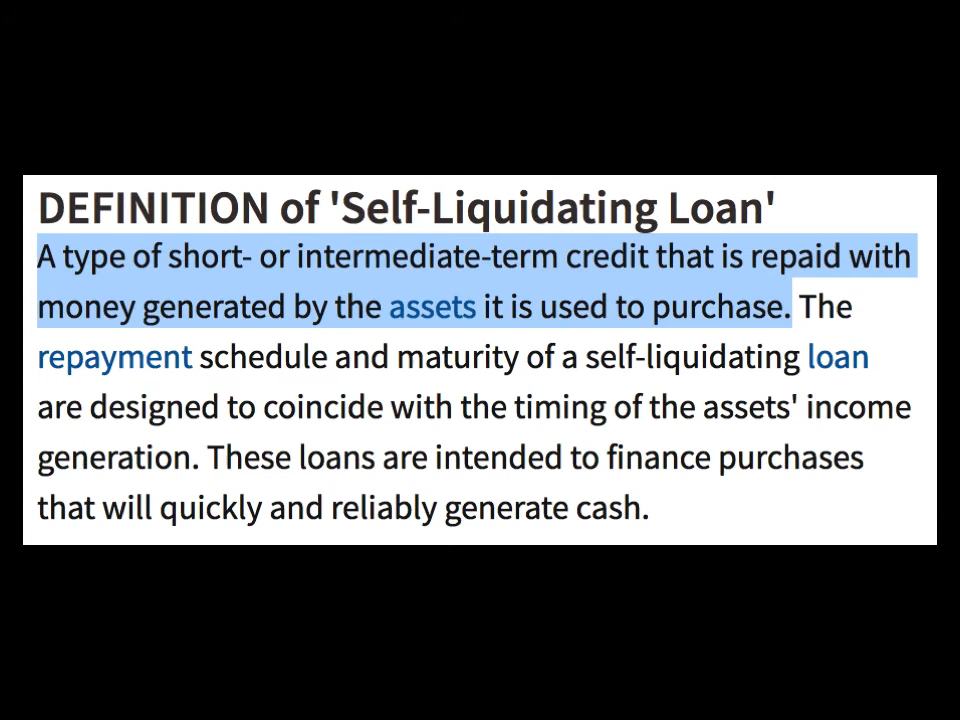 DEFINITION of 'Self-Liquidating Loan'
A type of short- or intermediate-term credit that is repaid with
money generated by the assets it is used to purchase. The
repayment schedule and maturity of a self-liquidating loan
are designed to coincide with the timing of the assets' income
generation. These loans are intended to finance purchases
that will quickly and reliably generate cash.